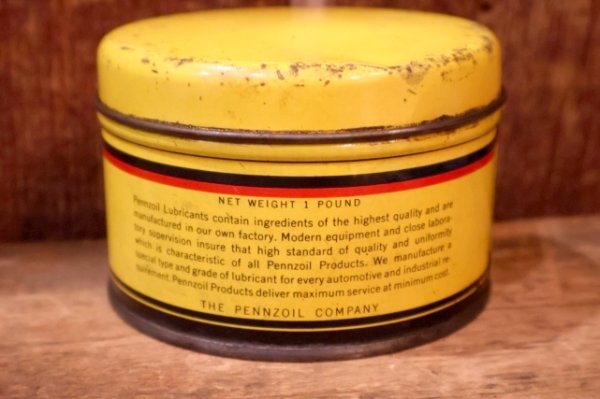 NET WEIGHT 1 POUND
Pennzoil Lubricants contain ingredients of the highest quality and are
manufactured in our own factory. Modern equipment and close labora-
tory supervision insure that high standard of quality and uniformity
which is characteristic of all Pennzoil Products. We manufacture a
special type and grade of lubricant for every automotive and industrial re-
quirement. Pennzoil Products deliver maximum service at minimum cost.
THE PENNZOIL COMPANY